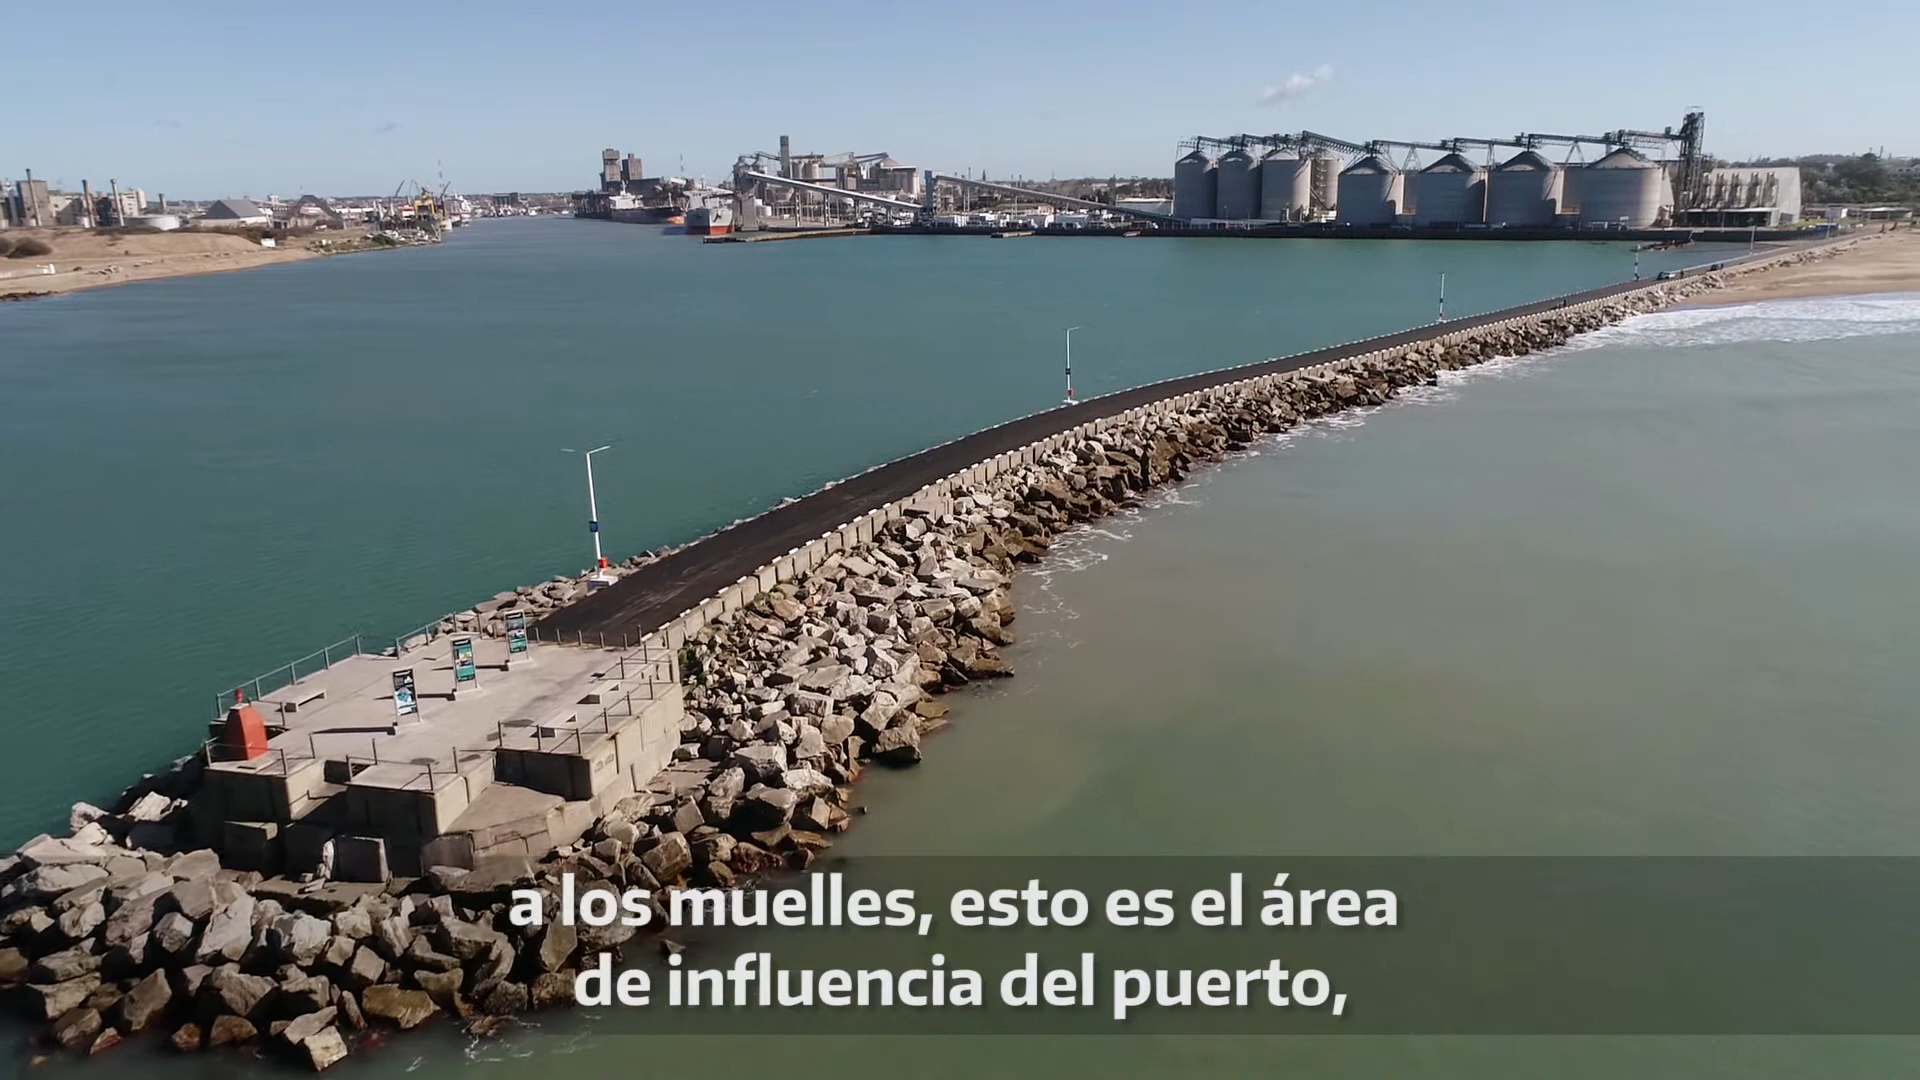 a los muelles, esto es el área
de influencia del puerto,